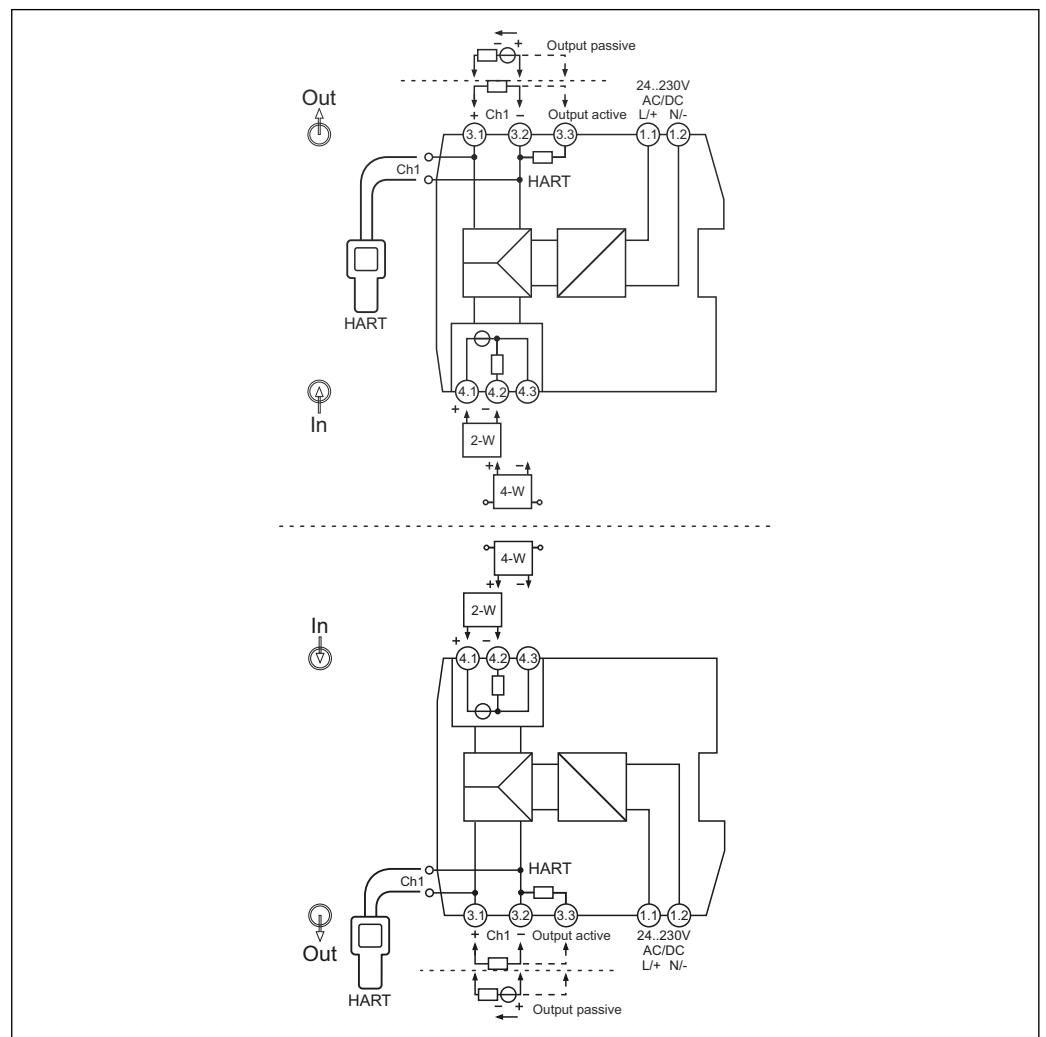 − +
Output passive
Out
24..230V
AC/DC
+ Ch1 − Output active L/+ N/-
3.1 3.2 3.3 1.1 1.2
Ch1
HART
HART
4.1 4.2 4.3
In
+ −
2-W
+ −
4-W
4-W
+ −
2-W
In
+ −
4.1 4.2 4.3
HART
Ch1
3.1 3.2 3.3 1.1 1.2
+ Ch1 − Output active 24..230V
AC/DC
L/+ N/-
Out
HART
− +
Output passive